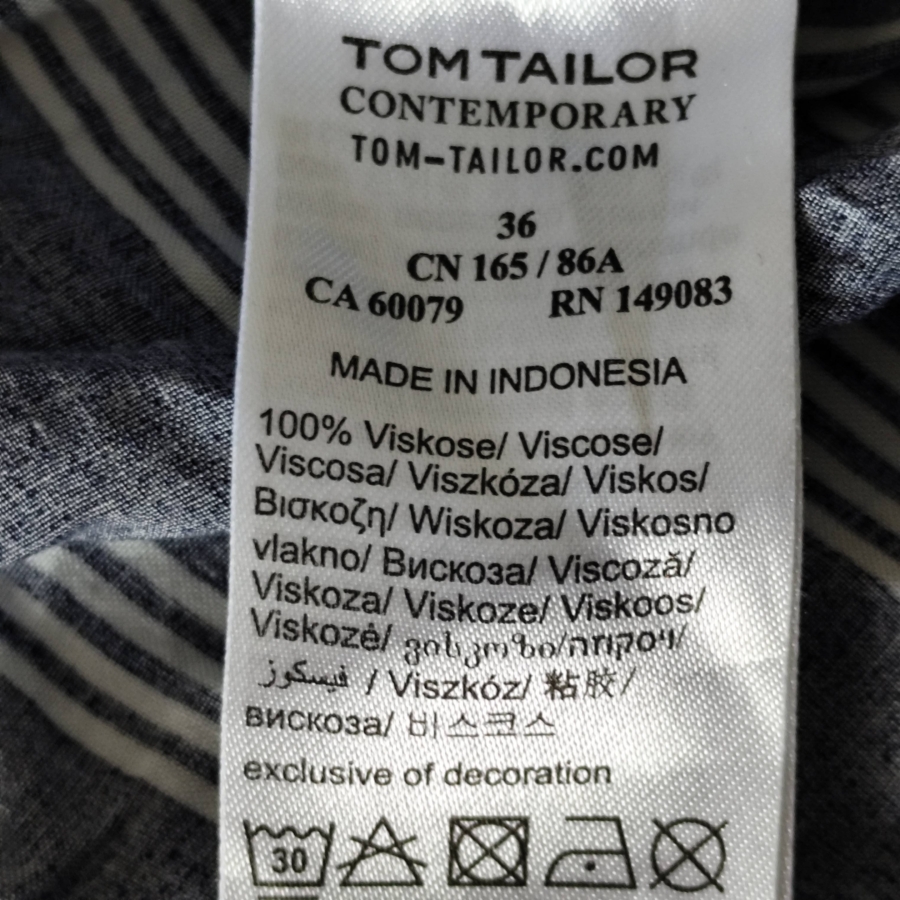 TOM TAILOR
CONTEMPORARY
TOM-TAILOR.COM
36
CN 165 / 86A
CA 60079 RN 149083
MADE IN INDONESIA
100% Viskose/ Viscose/
Viscosa/ Viszkóza/ Viskos/
Βισκοζη/ Wiskoza/ Viskosno
vlakno/ Вискоза/ Viscoză/
Viskoza/ Viskoze/ Viskoos/
Viskozė/ ვისკოზი/ויסקוזה/
فيسكوز / Viszkóz/ 粘胶/
вискоза/ 비스코스
exclusive of decoration
30